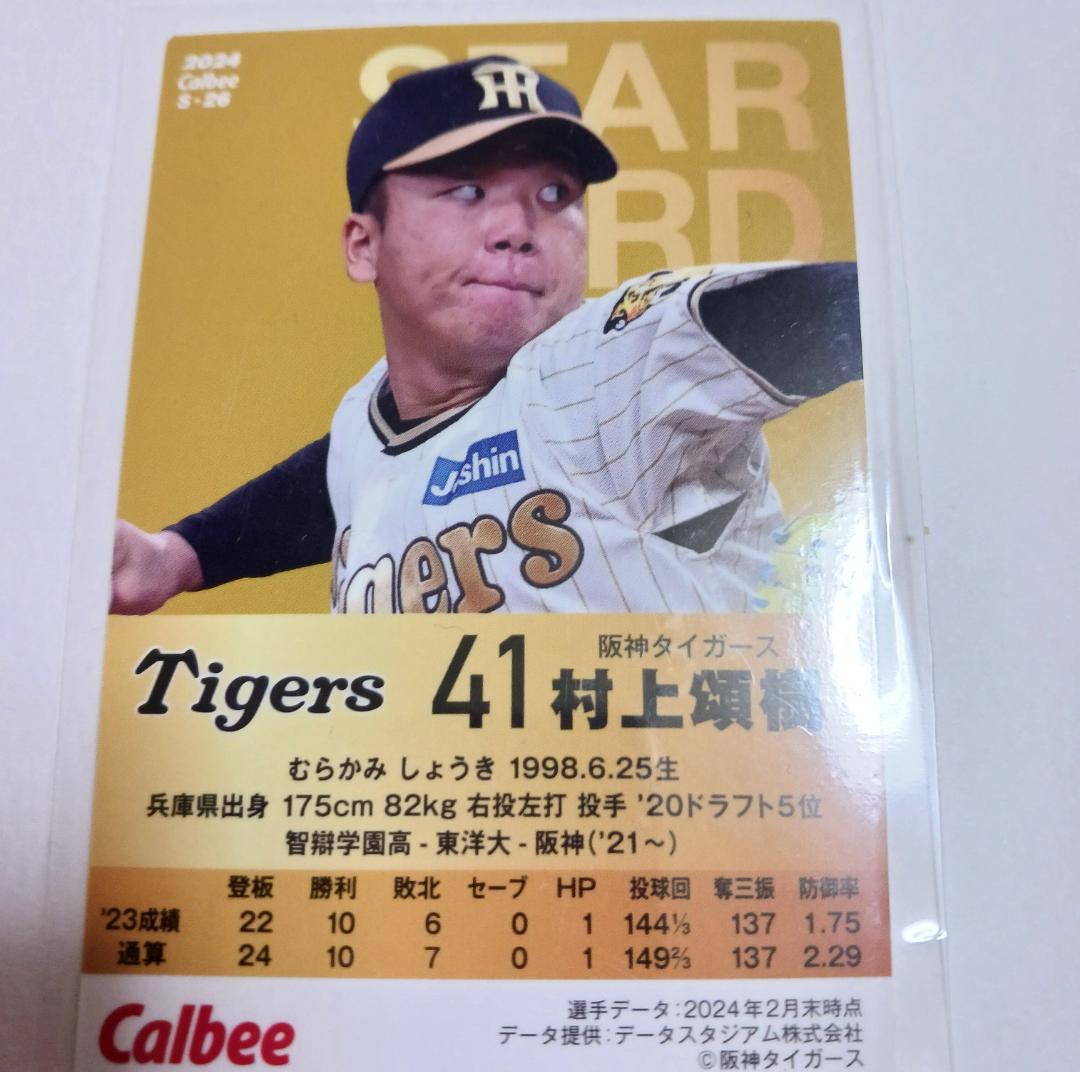 2024
Calbee
S・26
STAR
RD
Joshin
igers
Tigers 41 阪神タイガース
村上頌樹
むらかみ しょうき 1998.6.25生
兵庫県出身 175cm 82kg 右投左打 投手 '20ドラフト5位
智辯学園高 - 東洋大 - 阪神('21～)
登板 勝利 敗北 セーブ HP 投球回 奪三振 防御率
'23成績 22 10 6 0 1 144⅓ 137 1.75
通算 24 10 7 0 1 149⅔ 137 2.29
Calbee
選手データ:2024年2月末時点
データ提供:データスタジアム株式会社
©阪神タイガース